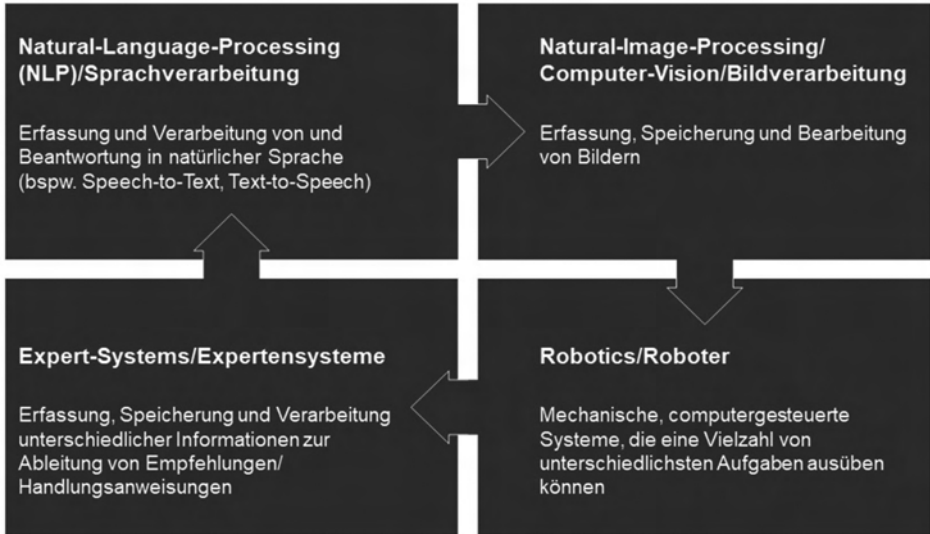 Natural-Language-Processing
(NLP)/Sprachverarbeitung
Erfassung und Verarbeitung von und
Beantwortung in natürlicher Sprache
(bspw. Speech-to-Text, Text-to-Speech)
Natural-Image-Processing/
Computer-Vision/Bildverarbeitung
Erfassung, Speicherung und Bearbeitung
von Bildern
Expert-Systems/Expertensysteme
Erfassung, Speicherung und Verarbeitung
unterschiedlicher Informationen zur
Ableitung von Empfehlungen/
Handlungsanweisungen
Robotics/Roboter
Mechanische, computergesteuerte
Systeme, die eine Vielzahl von
unterschiedlichsten Aufgaben ausüben
können